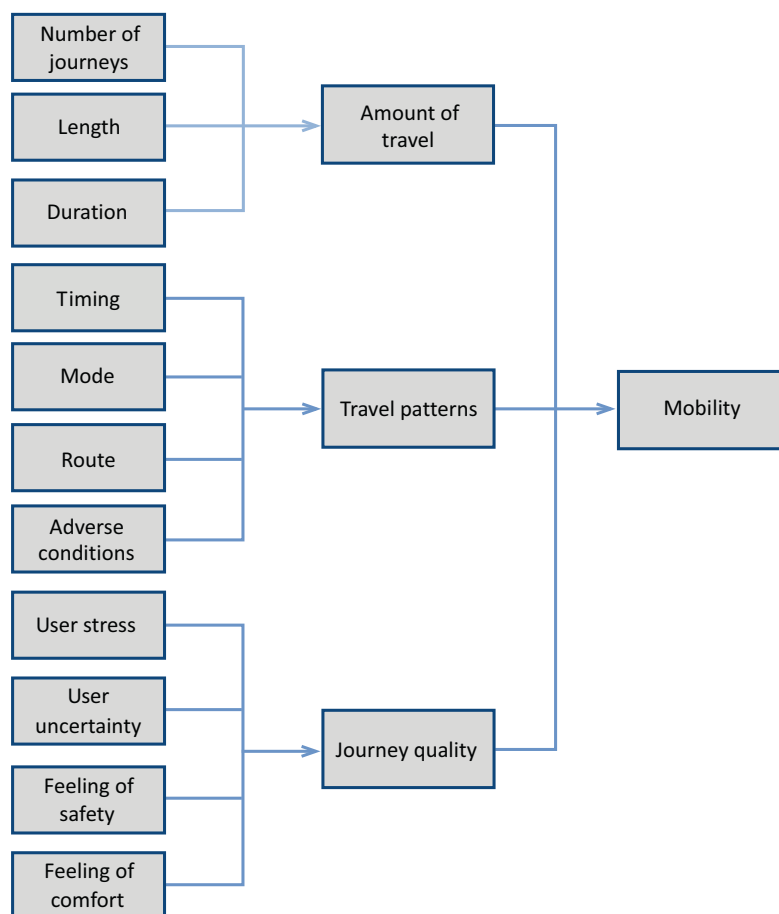 Number of
journeys
Length
Duration
Amount of
travel
Timing
Mode
Route
Adverse
conditions
Travel patterns
Mobility
User stress
User
uncertainty
Feeling of
safety
Feeling of
comfort
Journey quality